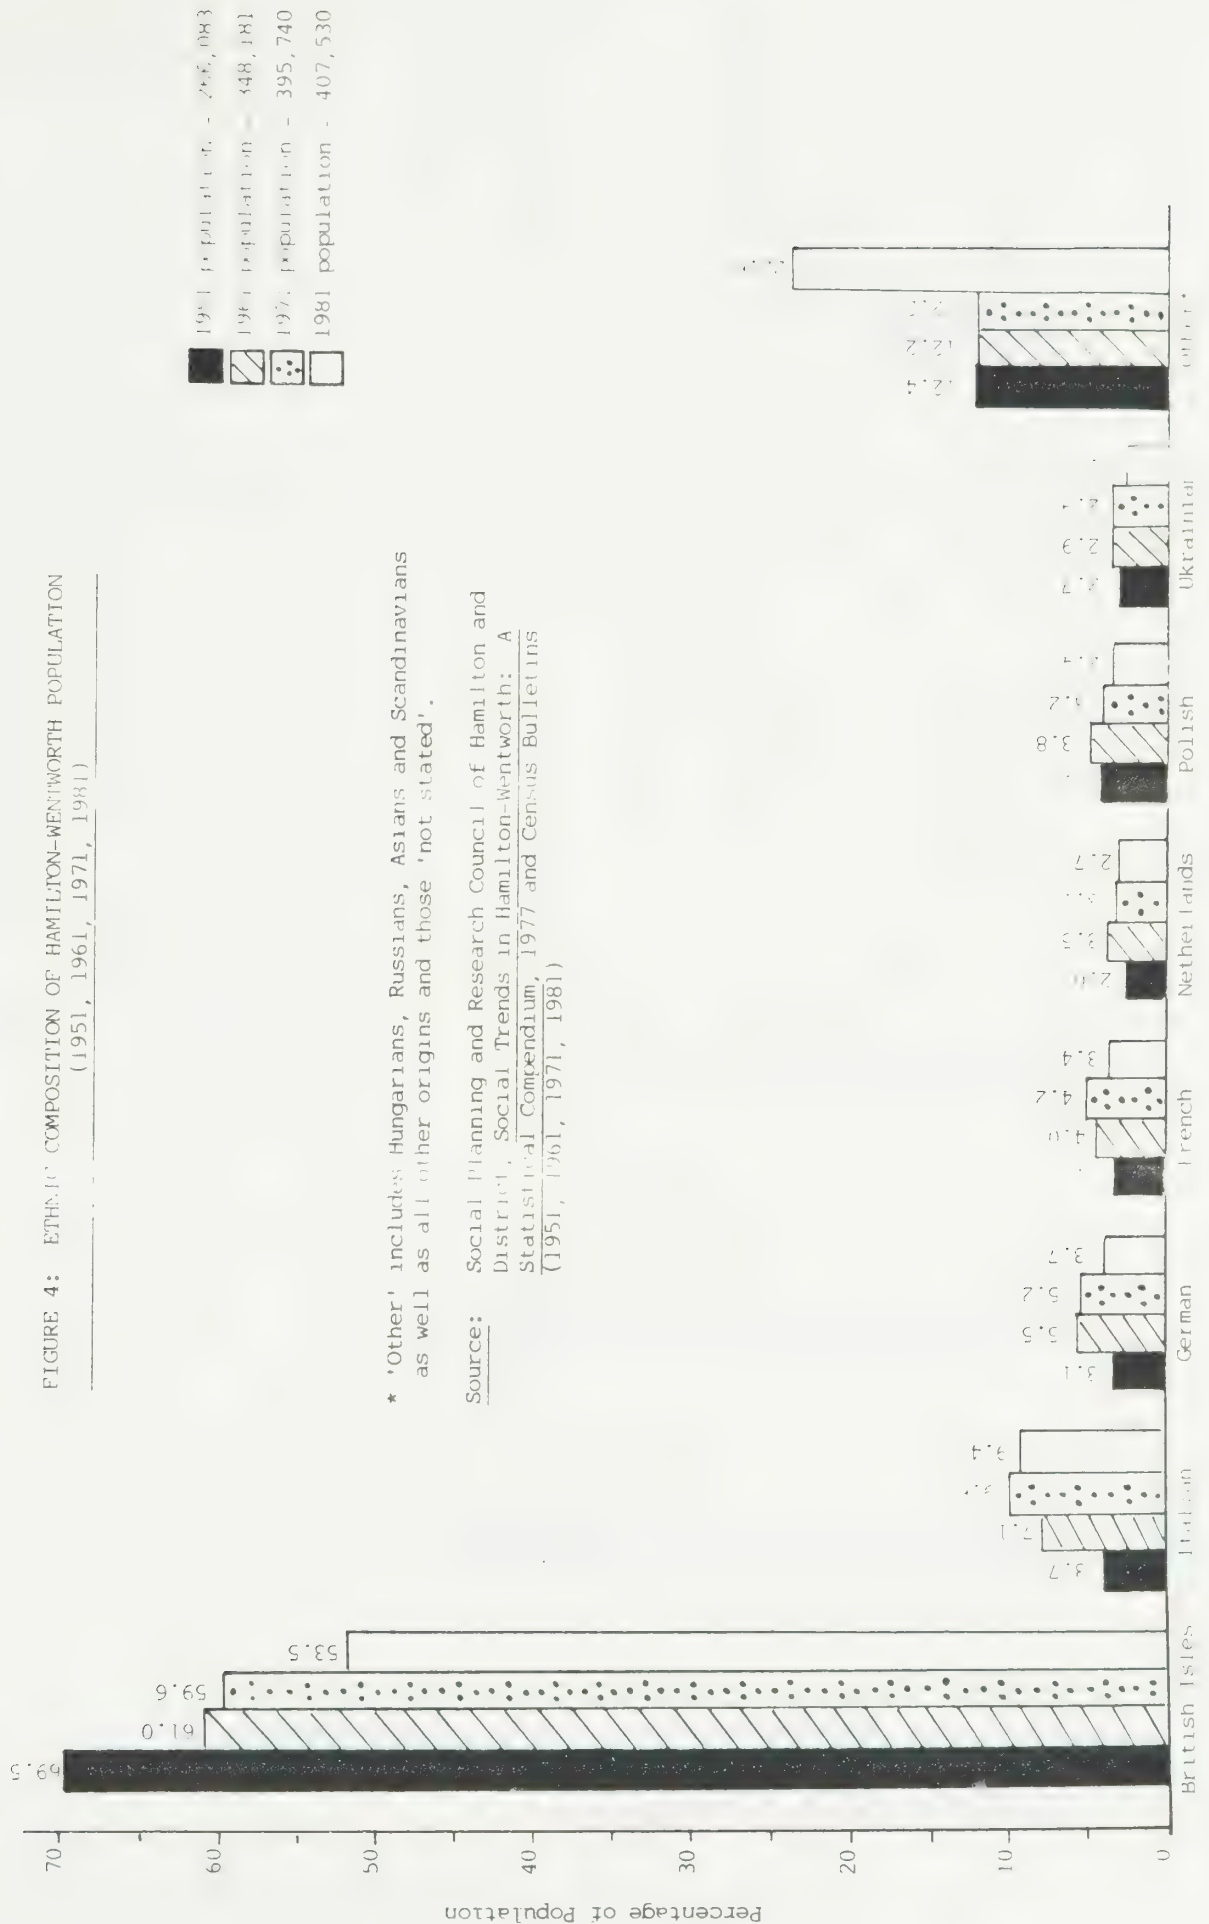 FIGURE 4: ETHNIC COMPOSITION OF HAMILTON-WENTWORTH POPULATION
(1951, 1961, 1971, 1981)
1951 population -
1961 population - 348,181
1971 population - 395,740
1981 population - 407,530
* 'Other' includes Hungarians, Russians, Asians and Scandinavians
as well as all other origins and those 'not stated'.
Source: Social Planning and Research Council of Hamilton and
District, Social Trends in Hamilton-Wentworth: A
Statistical Compendium, 1977 and Census Bulletins
(1951, 1961, 1971, 1981)
Percentage of Population
70
60
50
40
30
20
10
0
69.5 61.0 59.6 53.5
3.7 7.1 9.4
3.1 5.5 5.2 3.7
4.0 4.2 3.4
2.0 3.5 2.7
3.8
2.9
12.4 12.2
British Isles Italian German French Netherlands Polish Ukrainian Other*